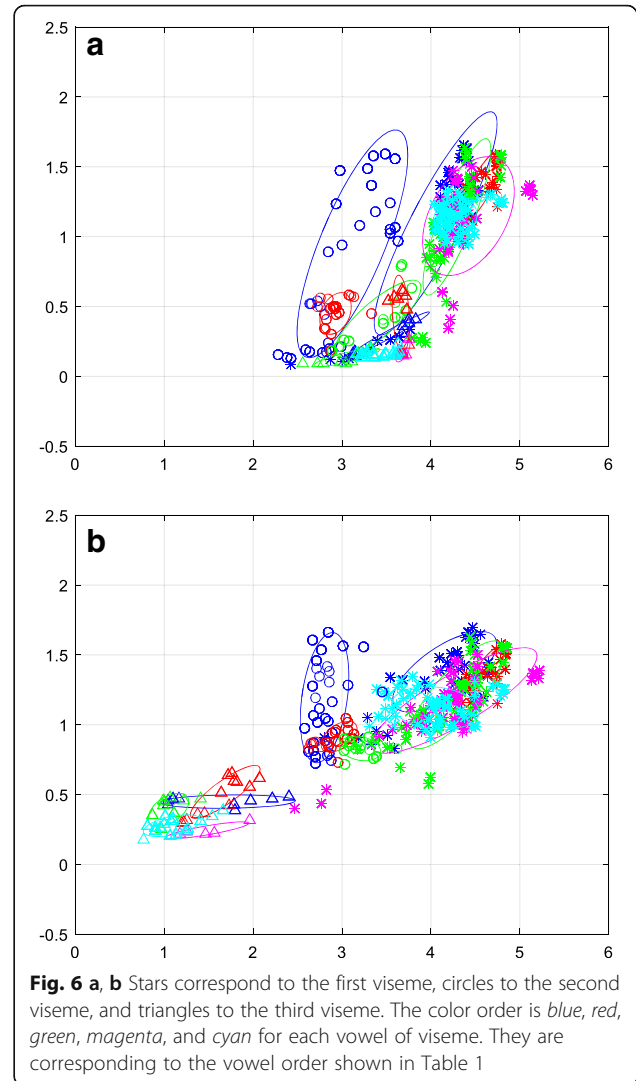 2.5
a
2
1.5
1
0.5
0
-0.5
0 1 2 3 4 5 6
2.5
b
2
1.5
1
0.5
0
-0.5
0 1 2 3 4 5 6
Fig. 6 a, b Stars correspond to the first viseme, circles to the second
viseme, and triangles to the third viseme. The color order is blue, red,
green, magenta, and cyan for each vowel of viseme. They are
corresponding to the vowel order shown in Table 1